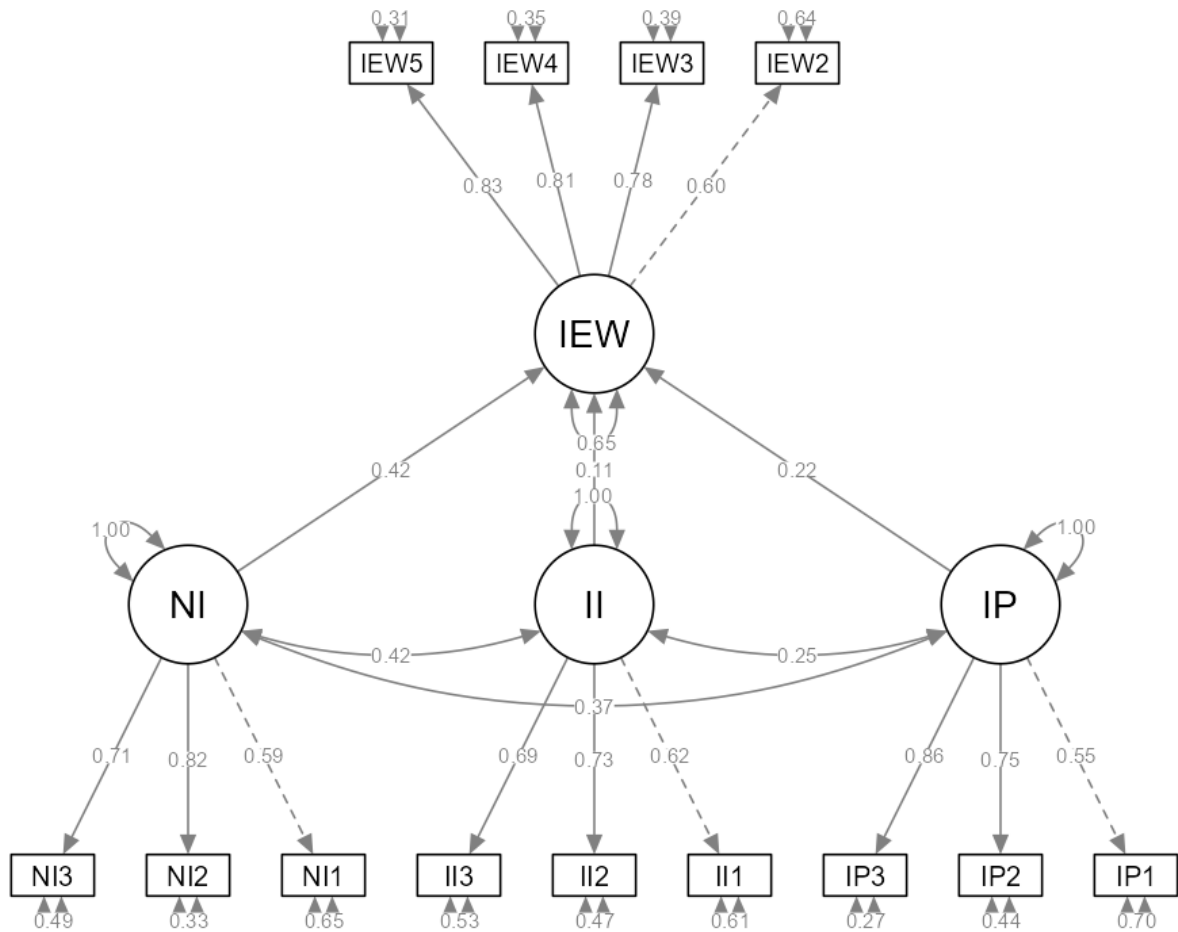 0.31 0.35 0.39 0.64
IEW5 IEW4 IEW3 IEW2
0.83 0.81 0.78 0.60
IEW
0.65
0.42 0.11 0.22
1.00
1.00 1.00
NI II IP
0.42 0.25
0.37
0.71 0.82 0.59 0.69 0.73 0.62 0.86 0.75 0.55
NI3 NI2 NI1 II3 II2 II1 IP3 IP2 IP1
0.49 0.33 0.65 0.53 0.47 0.61 0.27 0.44 0.70